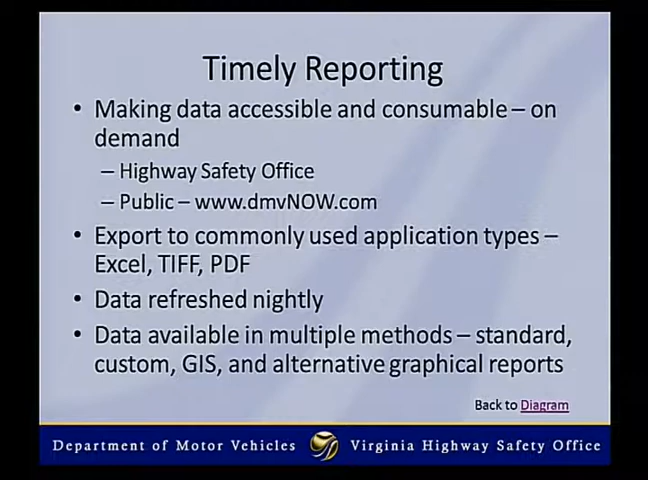 Timely Reporting
• Making data accessible and consumable – on
demand
– Highway Safety Office
– Public – www.dmvNOW.com
• Export to commonly used application types –
Excel, TIFF, PDF
• Data refreshed nightly
• Data available in multiple methods – standard,
custom, GIS, and alternative graphical reports
Back to Diagram
Department of Motor Vehicles Virginia Highway Safety Office